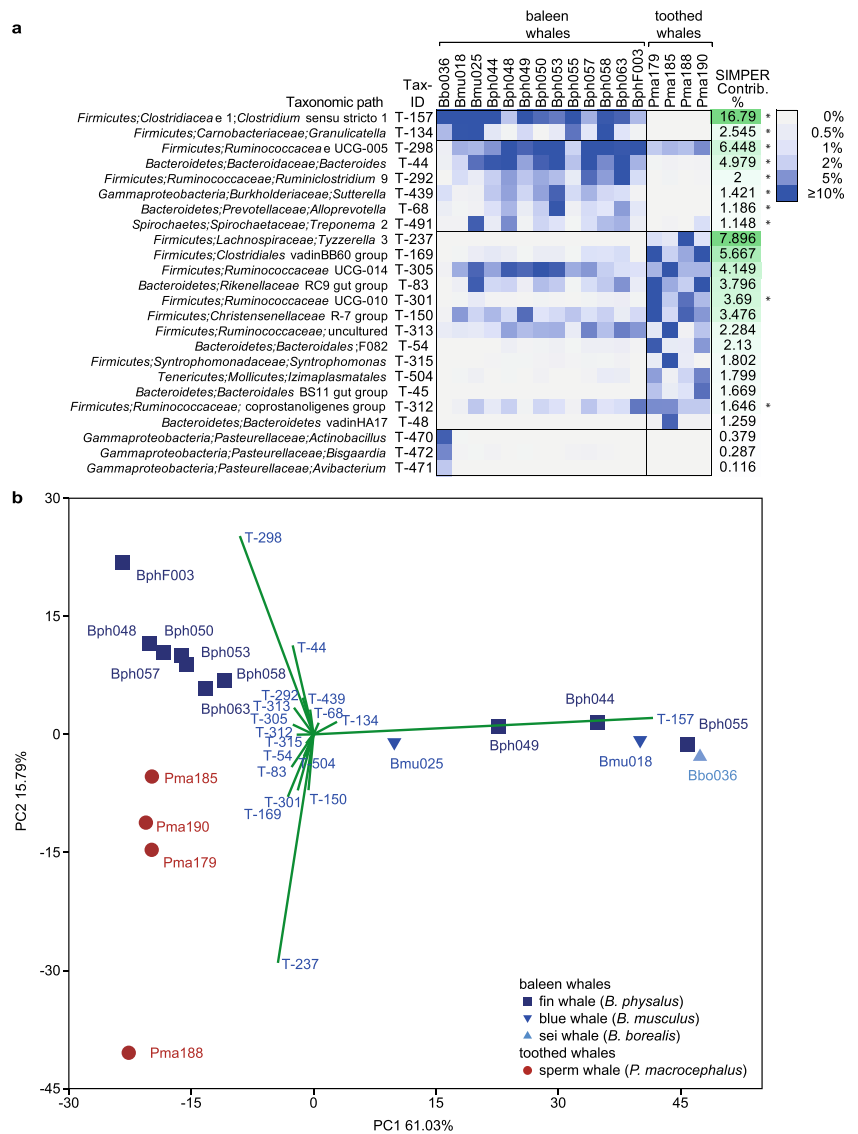 a
baleen
whales
toothed
whales
Bbo036
Bmu018
Bmu025
Bph044
Bph048
Bph049
Bph050
Bph053
Bph055
Bph057
Bph058
Bph063
BphF003
Pma179
Pma185
Pma188
Pma190
Taxonomic path
Tax-
ID
SIMPER
Contrib.
%
Firmicutes;Clostridiaceae 1;Clostridium sensu stricto 1 T-157 16.79 *
Firmicutes;Carnobacteriaceae;Granulicatella T-134 2.545 *
Firmicutes;Ruminococcaceae UCG-005 T-298 6.448 *
Bacteroidetes;Bacteroidaceae;Bacteroides T-44 4.979 *
Firmicutes;Ruminococcaceae;Ruminiclostridium 9 T-292 2 *
Gammaproteobacteria;Burkholderiaceae;Sutterella T-439 1.421 *
Bacteroidetes;Prevotellaceae;Alloprevotella T-68 1.186 *
Spirochaetes;Spirochaetaceae;Treponema 2 T-491 1.148 *
Firmicutes;Lachnospiraceae;Tyzzerella 3 T-237 7.896
Firmicutes;Clostridiales vadinBB60 group T-169 5.667
Firmicutes;Ruminococcaceae UCG-014 T-305 4.149
Bacteroidetes;Rikenellaceae RC9 gut group T-83 3.796
Firmicutes;Ruminococcaceae UCG-010 T-301 3.69 *
Firmicutes;Christensenellaceae R-7 group T-150 3.476
Firmicutes;Ruminococcaceae;uncultured T-313 2.284
Bacteroidetes;Bacteroidales;F082 T-54 2.13
Firmicutes;Syntrophomonadaceae;Syntrophomonas T-315 1.802
Tenericutes;Mollicutes;Izimaplasmatales T-504 1.799
Bacteroidetes;Bacteroidales BS11 gut group T-45 1.669
Firmicutes;Ruminococcaceae; coprostanoligenes group T-312 1.646 *
Bacteroidetes;Bacteroidetes vadinHA17 T-48 1.259
Gammaproteobacteria;Pasteurellaceae;Actinobacillus T-470 0.379
Gammaproteobacteria;Pasteurellaceae;Bisgaardia T-472 0.287
Gammaproteobacteria;Pasteurellaceae;Avibacterium T-471 0.116
0%
0.5%
1%
2%
5%
≥10%
b
30
15
0
-15
-30
-45
PC2 15.79%
T-298
BphF003
Bph048
Bph050
Bph053
Bph057
Bph058
Bph063
T-44
T-292
T-439
T-313
T-68
T-305
T-134
T-312
T-315
T-54
T-504
T-83
T-301
T-150
T-169
T-237
T-157
Bph044
Bph049
Bph055
Bmu025
Bmu018
Bbo036
Pma185
Pma190
Pma179
Pma188
baleen whales
fin whale (B. physalus)
blue whale (B. musculus)
sei whale (B. borealis)
toothed whales
sperm whale (P. macrocephalus)
-30
-15
0
15
30
45
PC1 61.03%